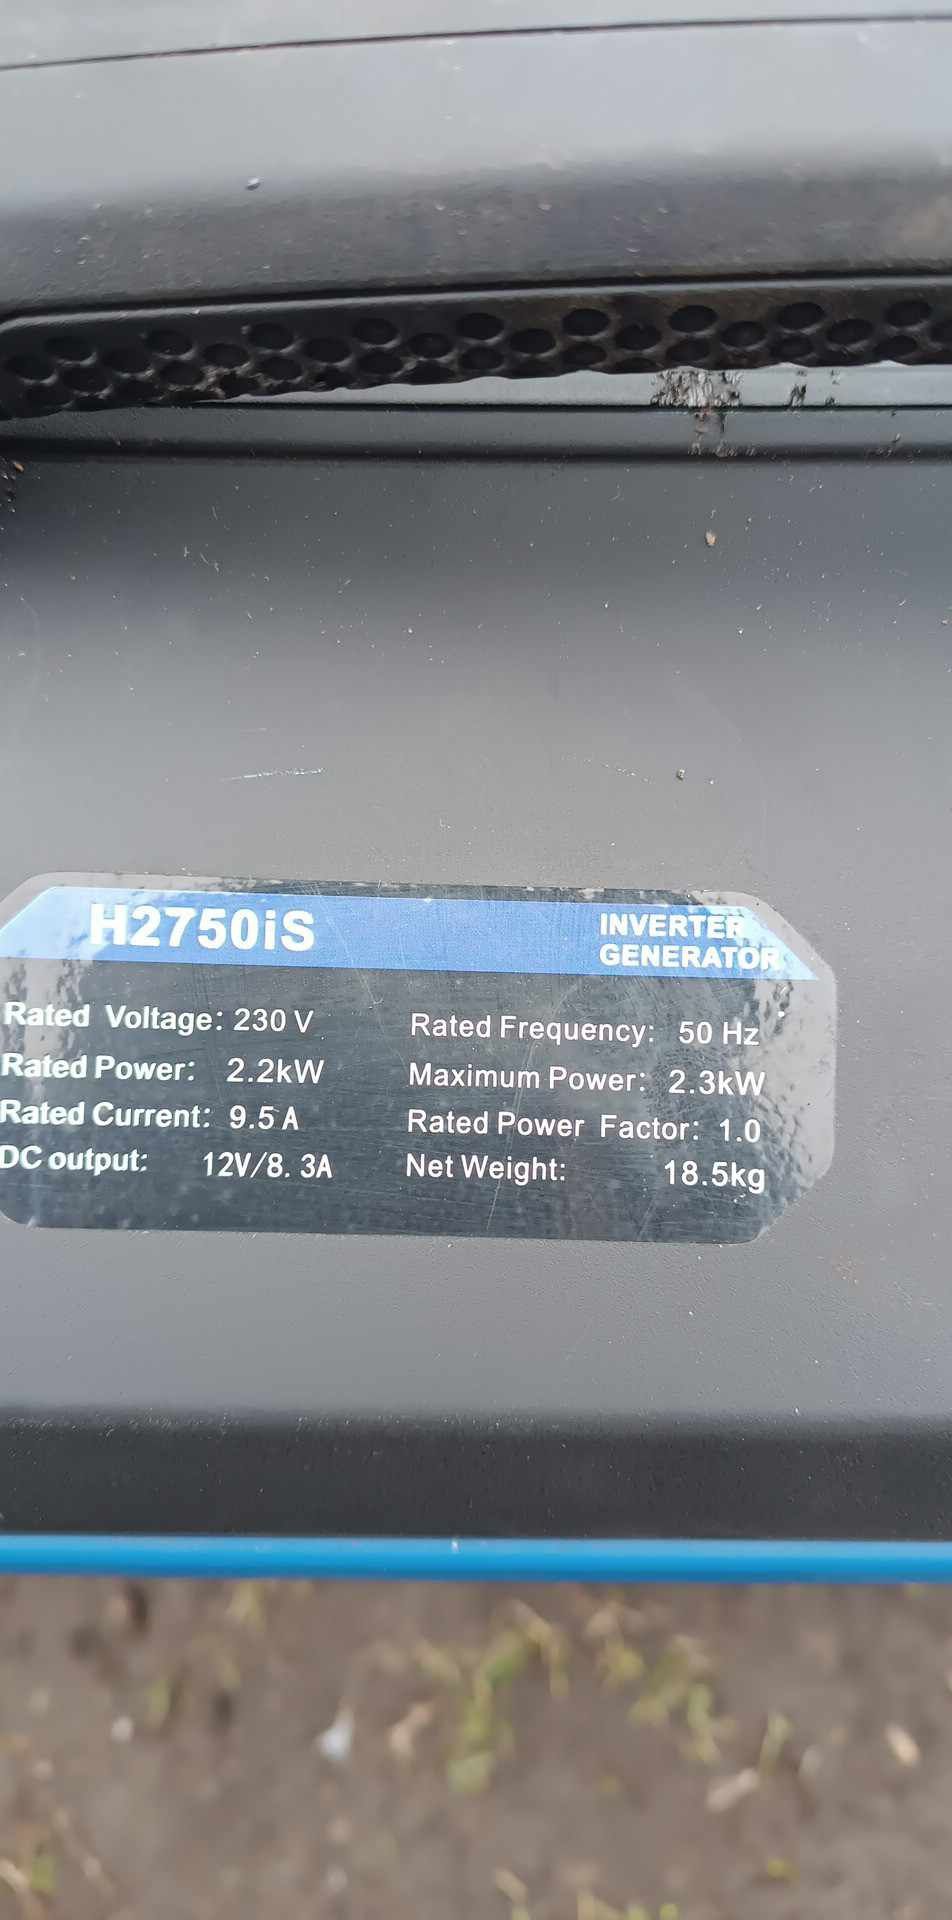 H2750iS
INVERTER
GENERATOR
Rated Voltage: 230 V
Rated Frequency: 50 Hz
Rated Power: 2.2kW
Maximum Power: 2.3kW
Rated Current: 9.5 A
Rated Power Factor: 1.0
DC output: 12V/8. 3A
Net Weight: 18.5kg